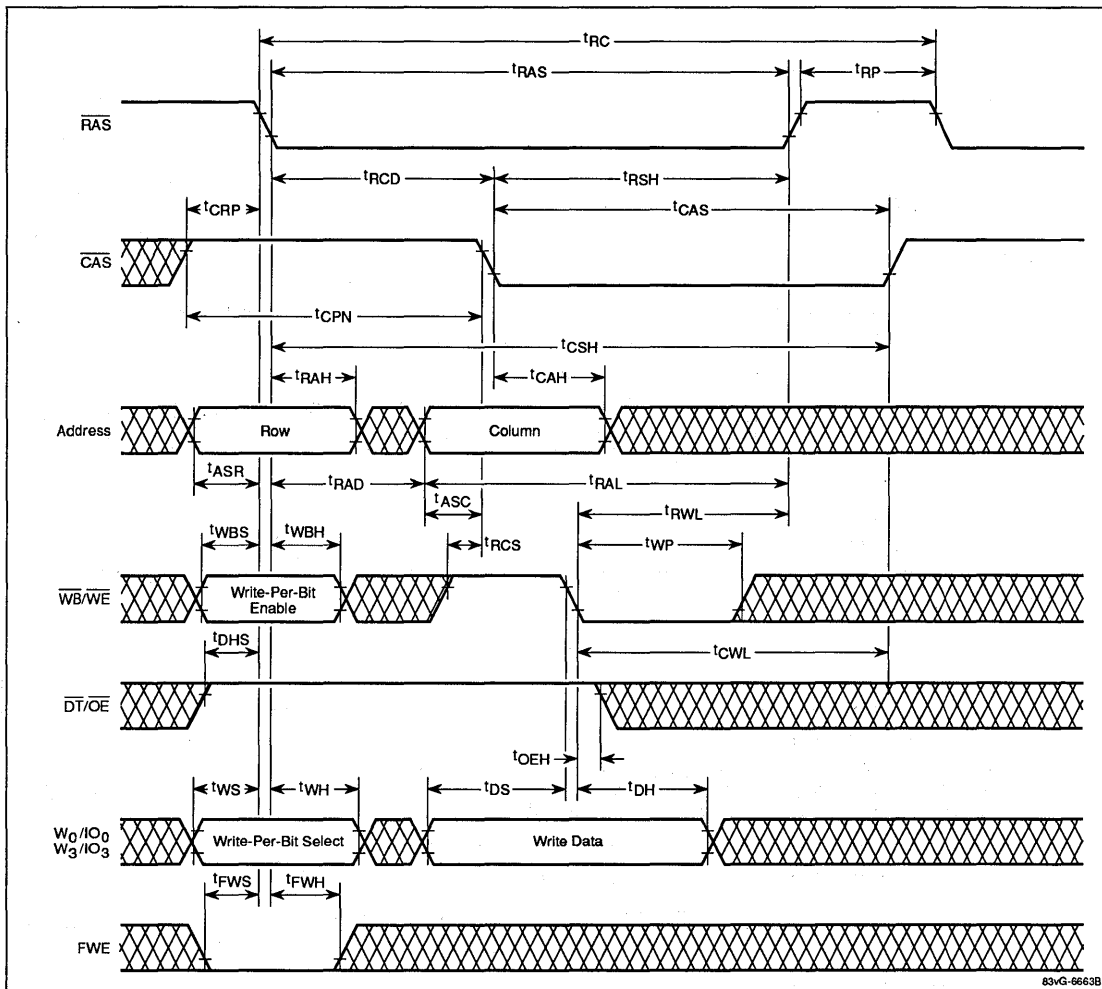 tRC
tRAS
tRP
RAS
tRCD
tRSH
tCRP
tCAS
CAS
tCPN
tCSH
tRAH
tCAH
Address
Row
Column
tASR
tRAD
tRAL
tASC
tRWL
tWBS
tWBH
tRCS
tWP
WB/WE
Write-Per-Bit
Enable
tDHS
tCWL
DT/OE
tOEH
tWS
tWH
tDS
tDH
W0/IO0
W3/IO3
Write-Per-Bit Select
Write Data
tFWS
tFWH
FWE
83vG-6663B